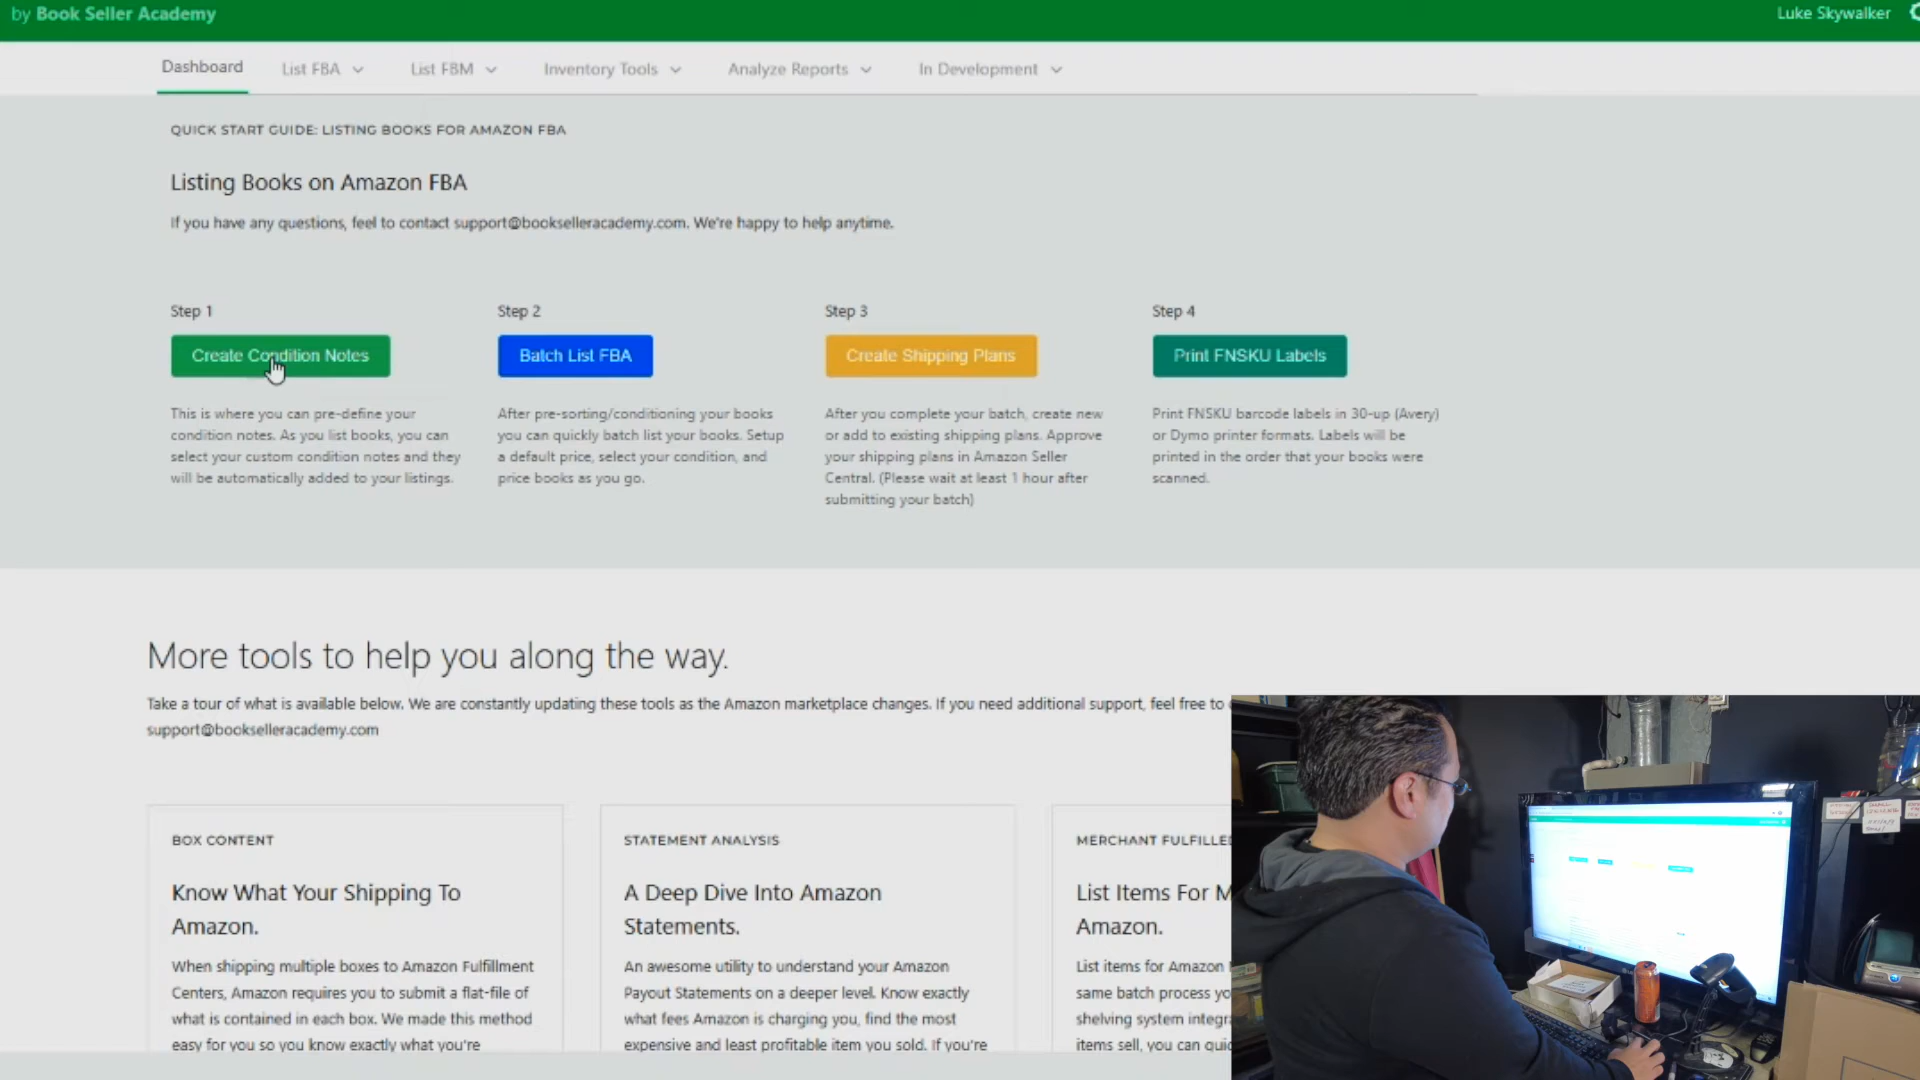 by Book Seller Academy
Luke Skywalker
Dashboard
List FBA
List FBM
Inventory Tools
Analyze Reports
In Development
QUICK START GUIDE: LISTING BOOKS FOR AMAZON FBA
Listing Books on Amazon FBA
If you have any questions, feel to contact support@bookselleracademy.com. We're happy to help anytime.
Step 1
Create Condition Notes
This is where you can pre-define your
condition notes. As you list books, you can
select your custom condition notes and they
will be automatically added to your listings.
Step 2
Batch List FBA
After pre-sorting/conditioning your books
you can quickly batch list your books. Setup
a default price, select your condition, and
price books as you go.
Step 3
Create Shipping Plans
After you complete your batch, create new
or add to existing shipping plans. Approve
your shipping plans in Amazon Seller
Central. (Please wait at least 1 hour after
submitting your batch)
Step 4
Print FNSKU Labels
Print FNSKU barcode labels in 30-up (Avery)
or Dymo printer formats. Labels will be
printed in the order that your books were
scanned.
More tools to help you along the way.
Take a tour of what is available below. We are constantly updating these tools as the Amazon marketplace changes. If you need additional support, feel free to
support@bookselleracademy.com
BOX CONTENT
Know What Your Shipping To
Amazon.
When shipping multiple boxes to Amazon Fulfillment
Centers, Amazon requires you to submit a flat-file of
what is contained in each box. We made this method
easy for you so you know exactly what you're
STATEMENT ANALYSIS
A Deep Dive Into Amazon
Statements.
An awesome utility to understand your Amazon
Payout Statements on a deeper level. Know exactly
what fees Amazon is charging you, find the most
expensive and least profitable item you sold. If you're
MERCHANT FULFILLE
List Items For M
Amazon.
List items for Amazon
same batch process yo
shelving system integra
items sell, you can quic